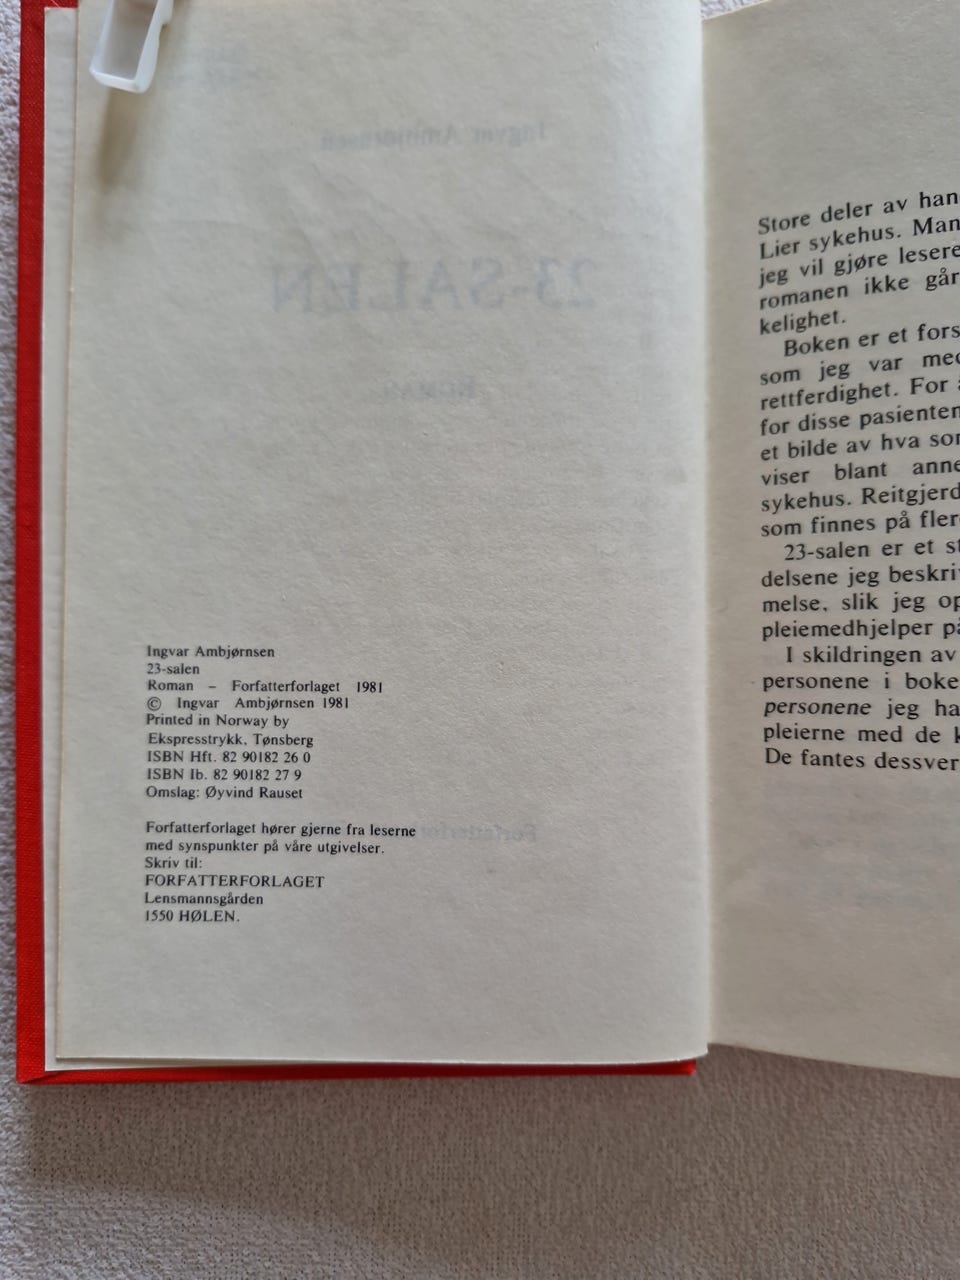 Ingvar Ambjørnsen
23-SALEN
ROMAN
Ingvar Ambjørnsen
23-salen
Roman – Forfatterforlaget 1981
© Ingvar Ambjørnsen 1981
Printed in Norway by
Ekspresstrykk, Tønsberg
ISBN Hft. 82 90182 26 0
ISBN Ib. 82 90182 27 9
Omslag: Øyvind Rauset
Forfatterforlaget hører gjerne fra leserne
med synspunkter på våre utgivelser.
Skriv til:
FORFATTERFORLAGET
Lensmannsgården
1550 HØLEN.
Store deler av han
Lier sykehus. Man
jeg vil gjøre lesere
romanen ikke går
kelighet.
Boken er et fors
som jeg var med
rettferdighet. For
for disse pasienten
et bilde av hva som
viser blant anne
sykehus. Reitgjerd
som finnes på flere
23-salen er et st
delsene jeg beskriv
melse, slik jeg op
pleiemedhjelper på
I skildringen av
personene i boke
personene jeg ha
pleierne med de k
De fantes dessver